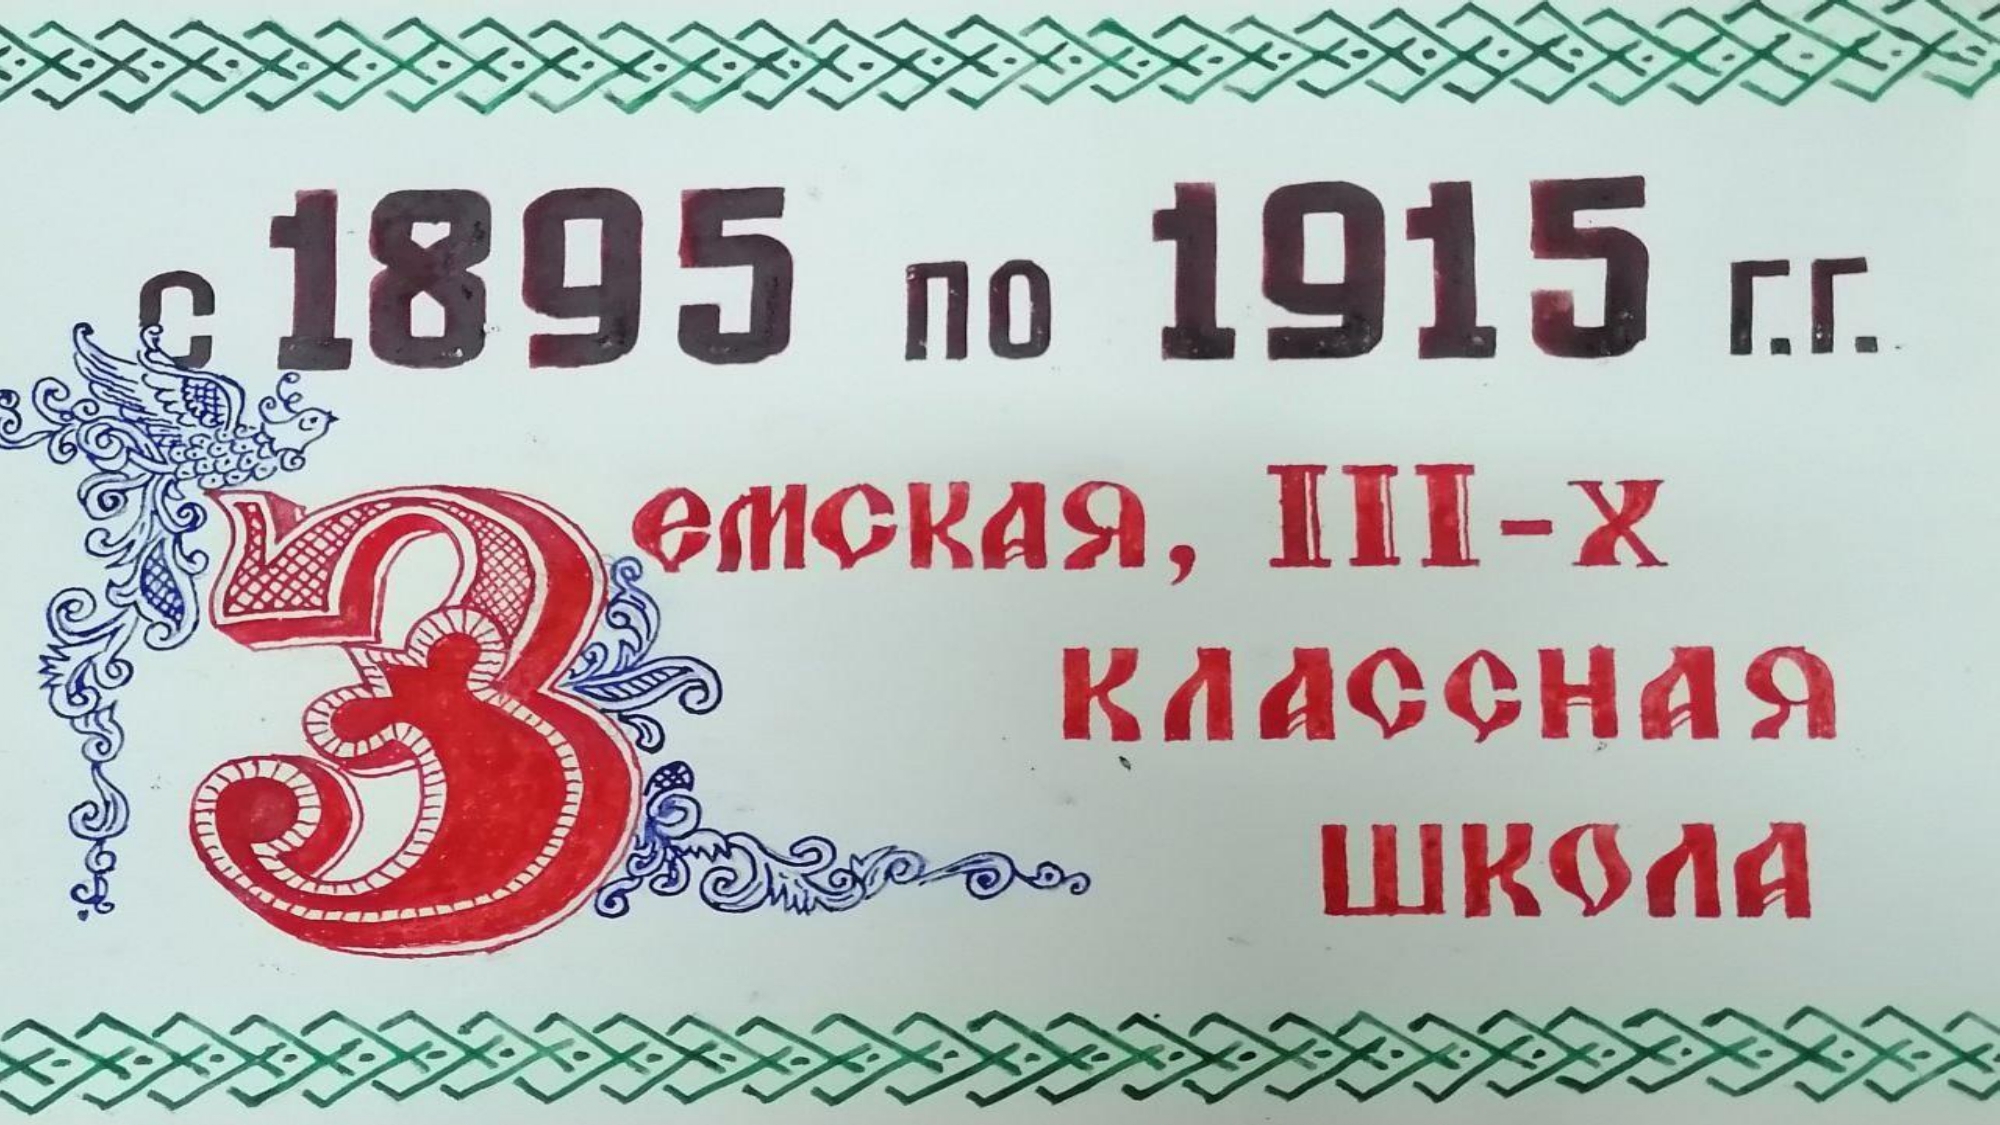 с 1895 по 1915 г.г.
Земская, III-х
классная
школа